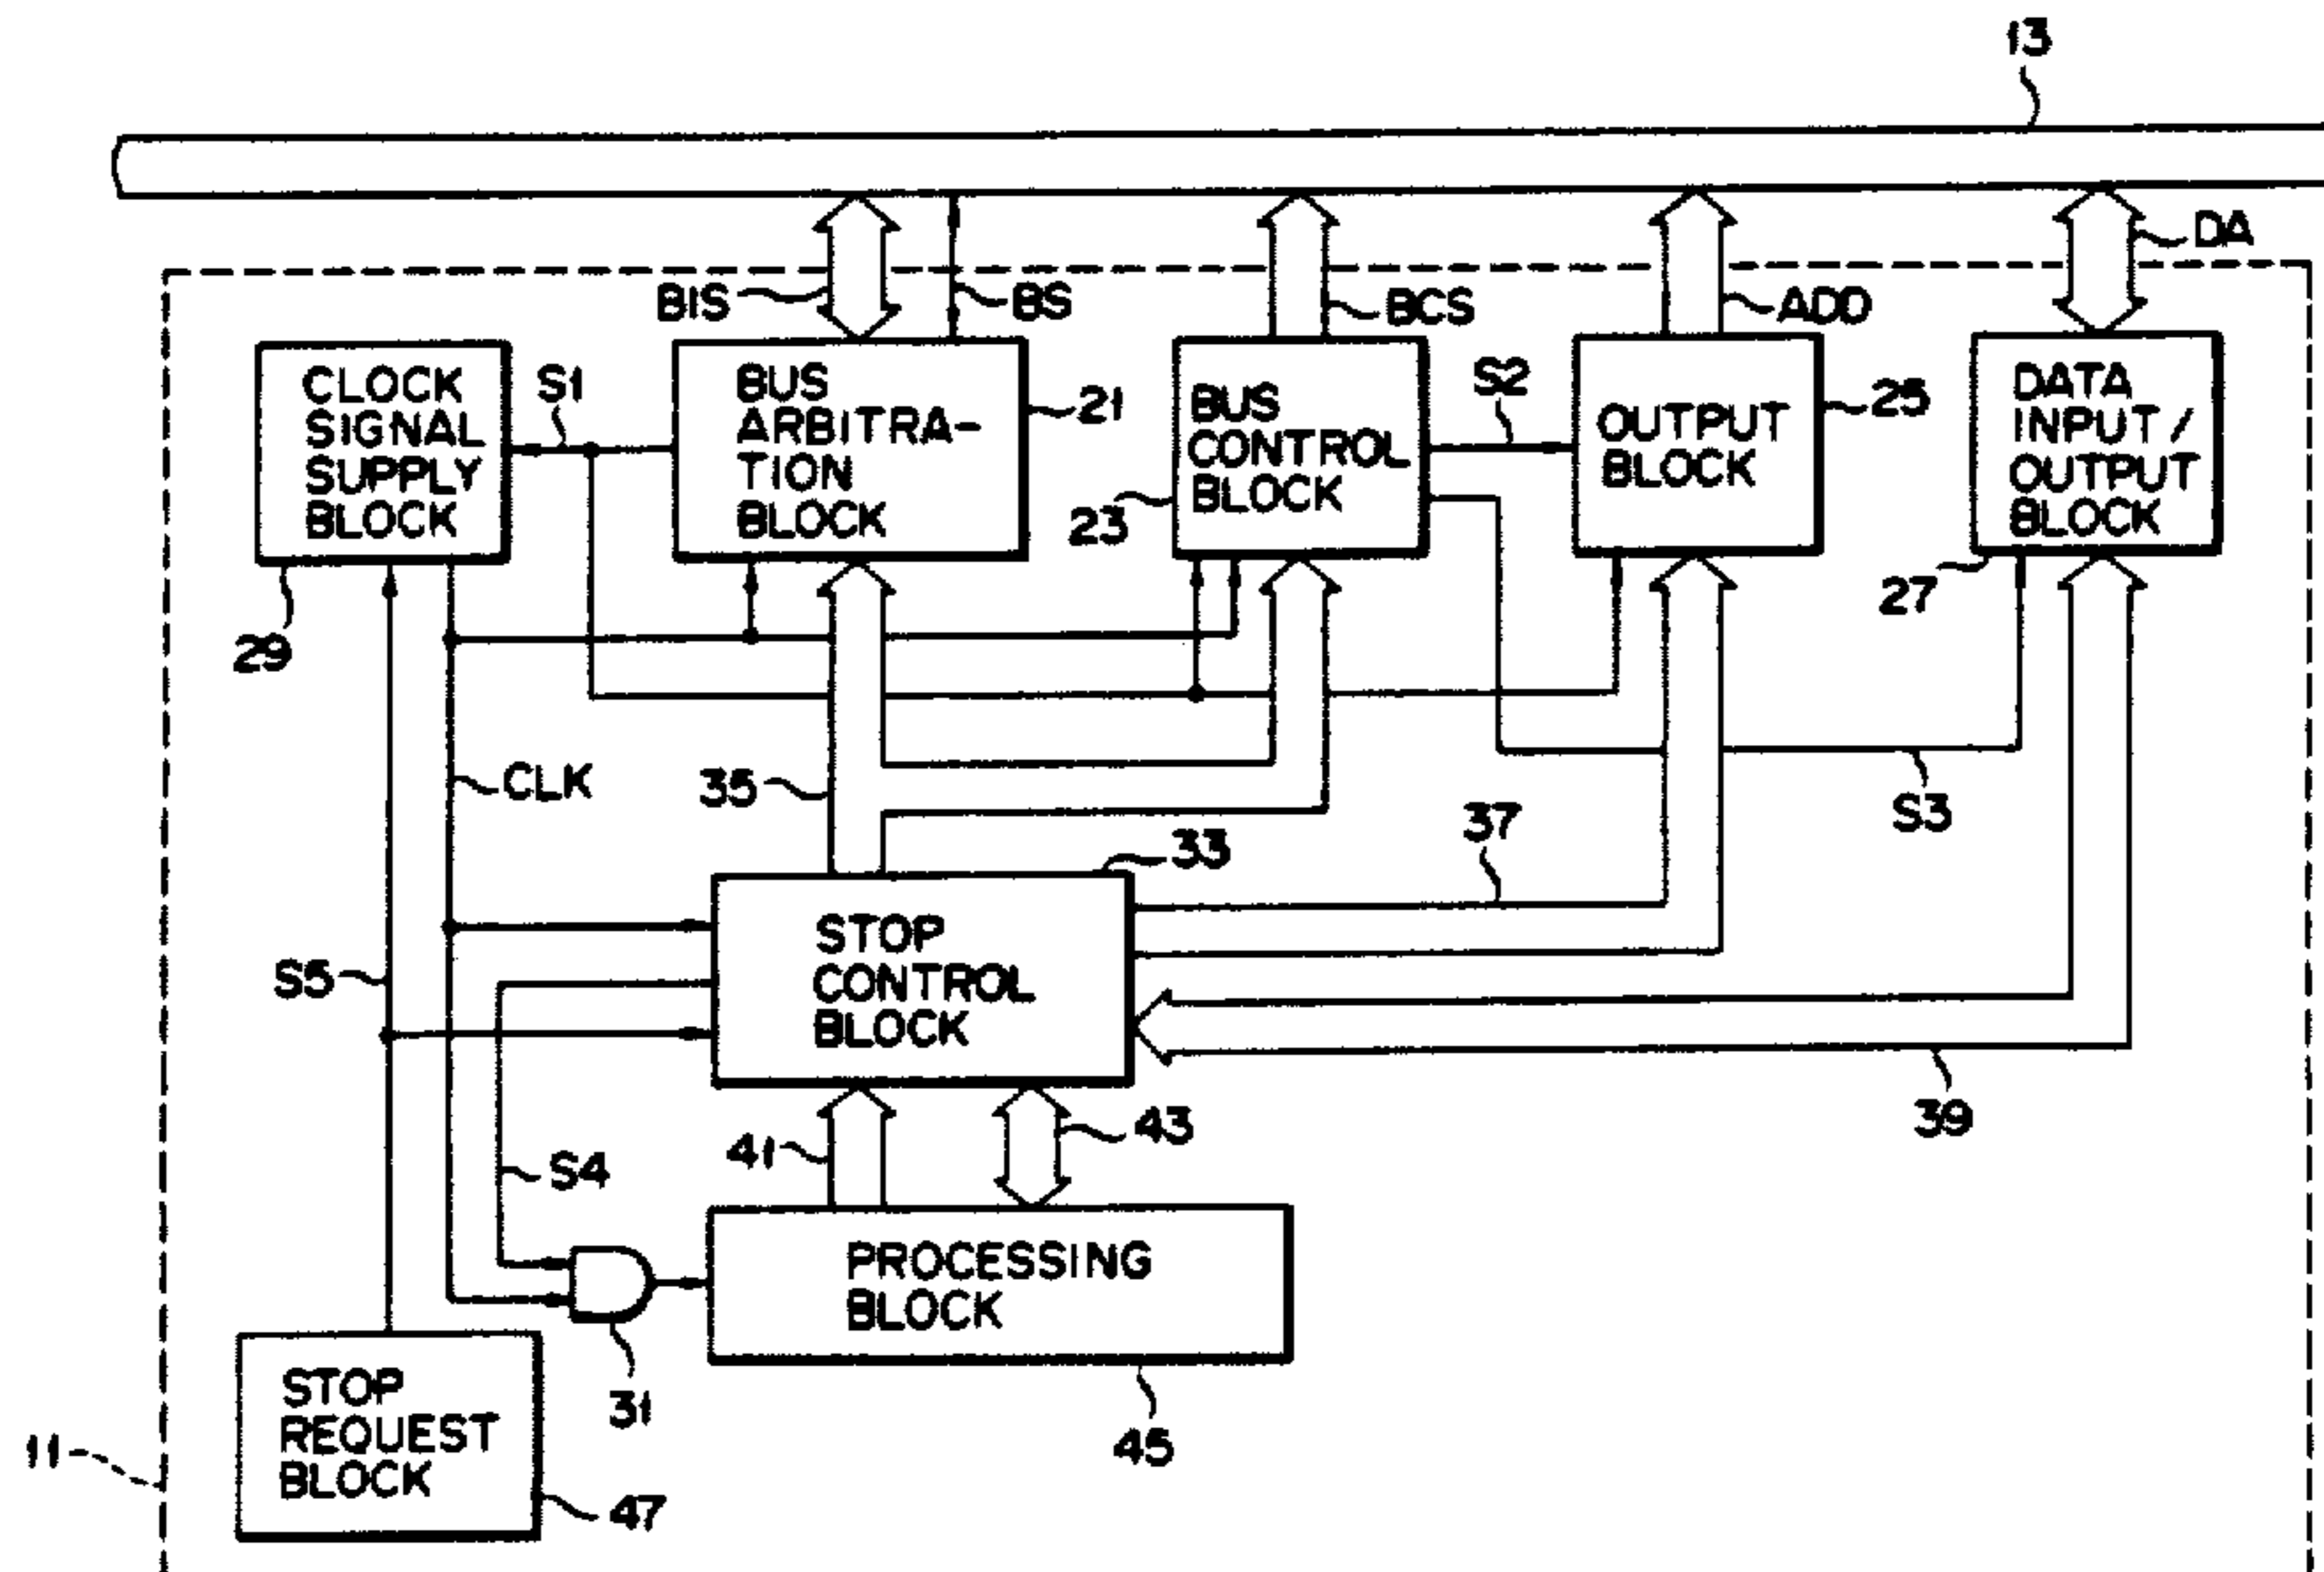 13
BIS
BS
BCS
ADD
DA
CLOCK
SIGNAL
SUPPLY
BLOCK
S1
BUS
ARBITRA-
TION
BLOCK
21
BUS
CONTROL
BLOCK
23
S2
OUTPUT
BLOCK
25
DATA
INPUT/
OUTPUT
BLOCK
27
29
CLK
35
33
37
S3
S5
STOP
CONTROL
BLOCK
39
41
43
S4
PROCESSING
BLOCK
31
45
STOP
REQUEST
BLOCK
47
11